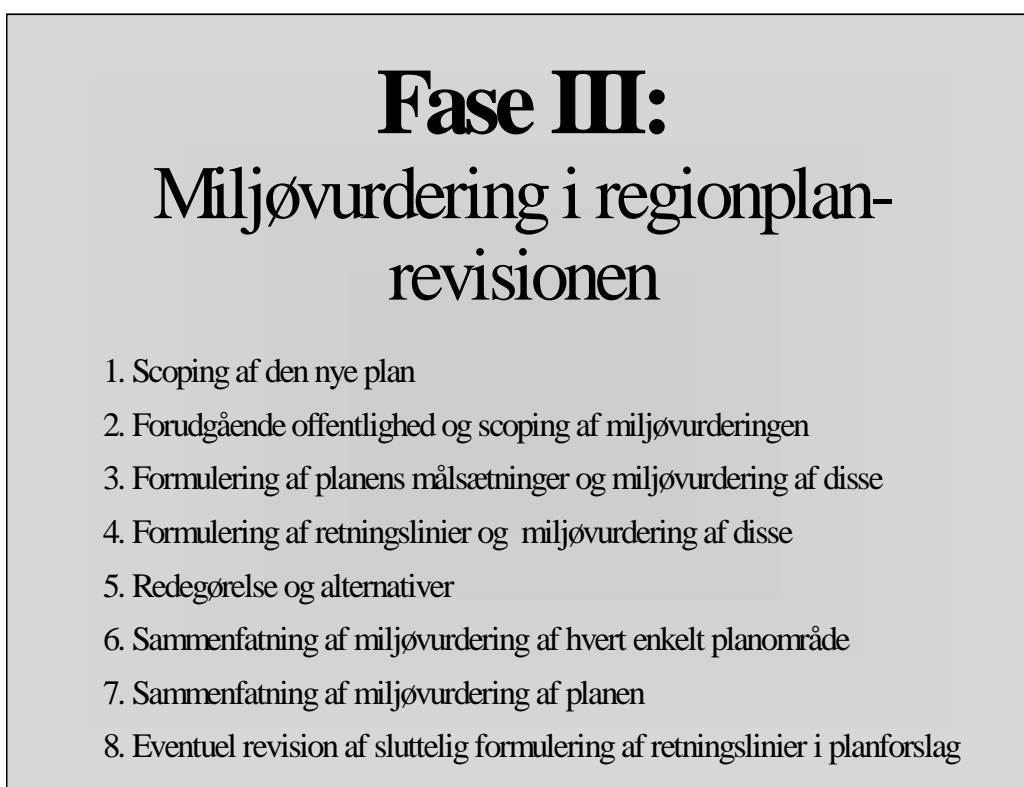 Fase III:
Miljøvurdering i regionplan-
revisionen
1. Scoping af den nye plan
2. Forudgående offentlighed og scoping af miljøvurderingen
3. Formulering af planens målsætninger og miljøvurdering af disse
4. Formulering af retningslinier og miljøvurdering af disse
5. Redegørelse og alternativer
6. Sammenfatning af miljøvurdering af hvert enkelt planområde
7. Sammenfatning af miljøvurdering af planen
8. Eventuel revision af sluttelig formulering af retningslinier i planforslag